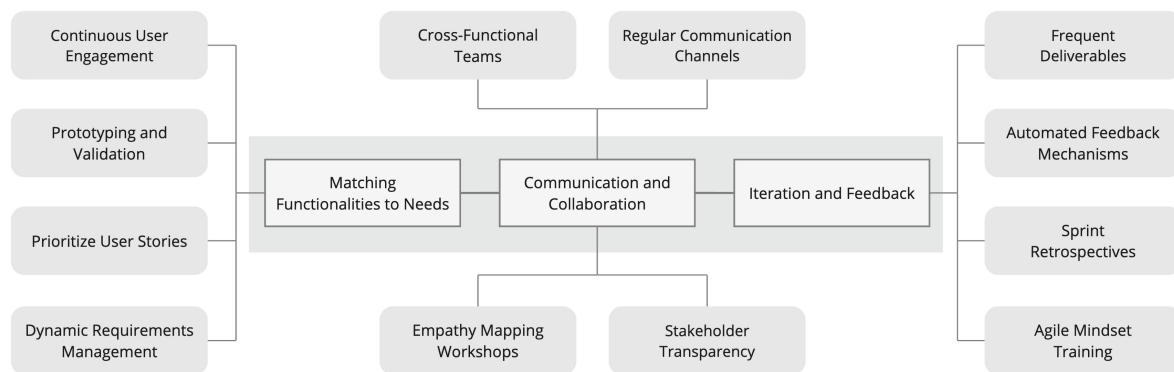 Continuous User
Engagement
Prototyping and
Validation
Prioritize User Stories
Dynamic Requirements
Management
Cross-Functional
Teams
Regular Communication
Channels
Matching
Functionalities to Needs
Communication and
Collaboration
Iteration and Feedback
Empathy Mapping
Workshops
Stakeholder
Transparency
Frequent
Deliverables
Automated Feedback
Mechanisms
Sprint
Retrospectives
Agile Mindset
Training